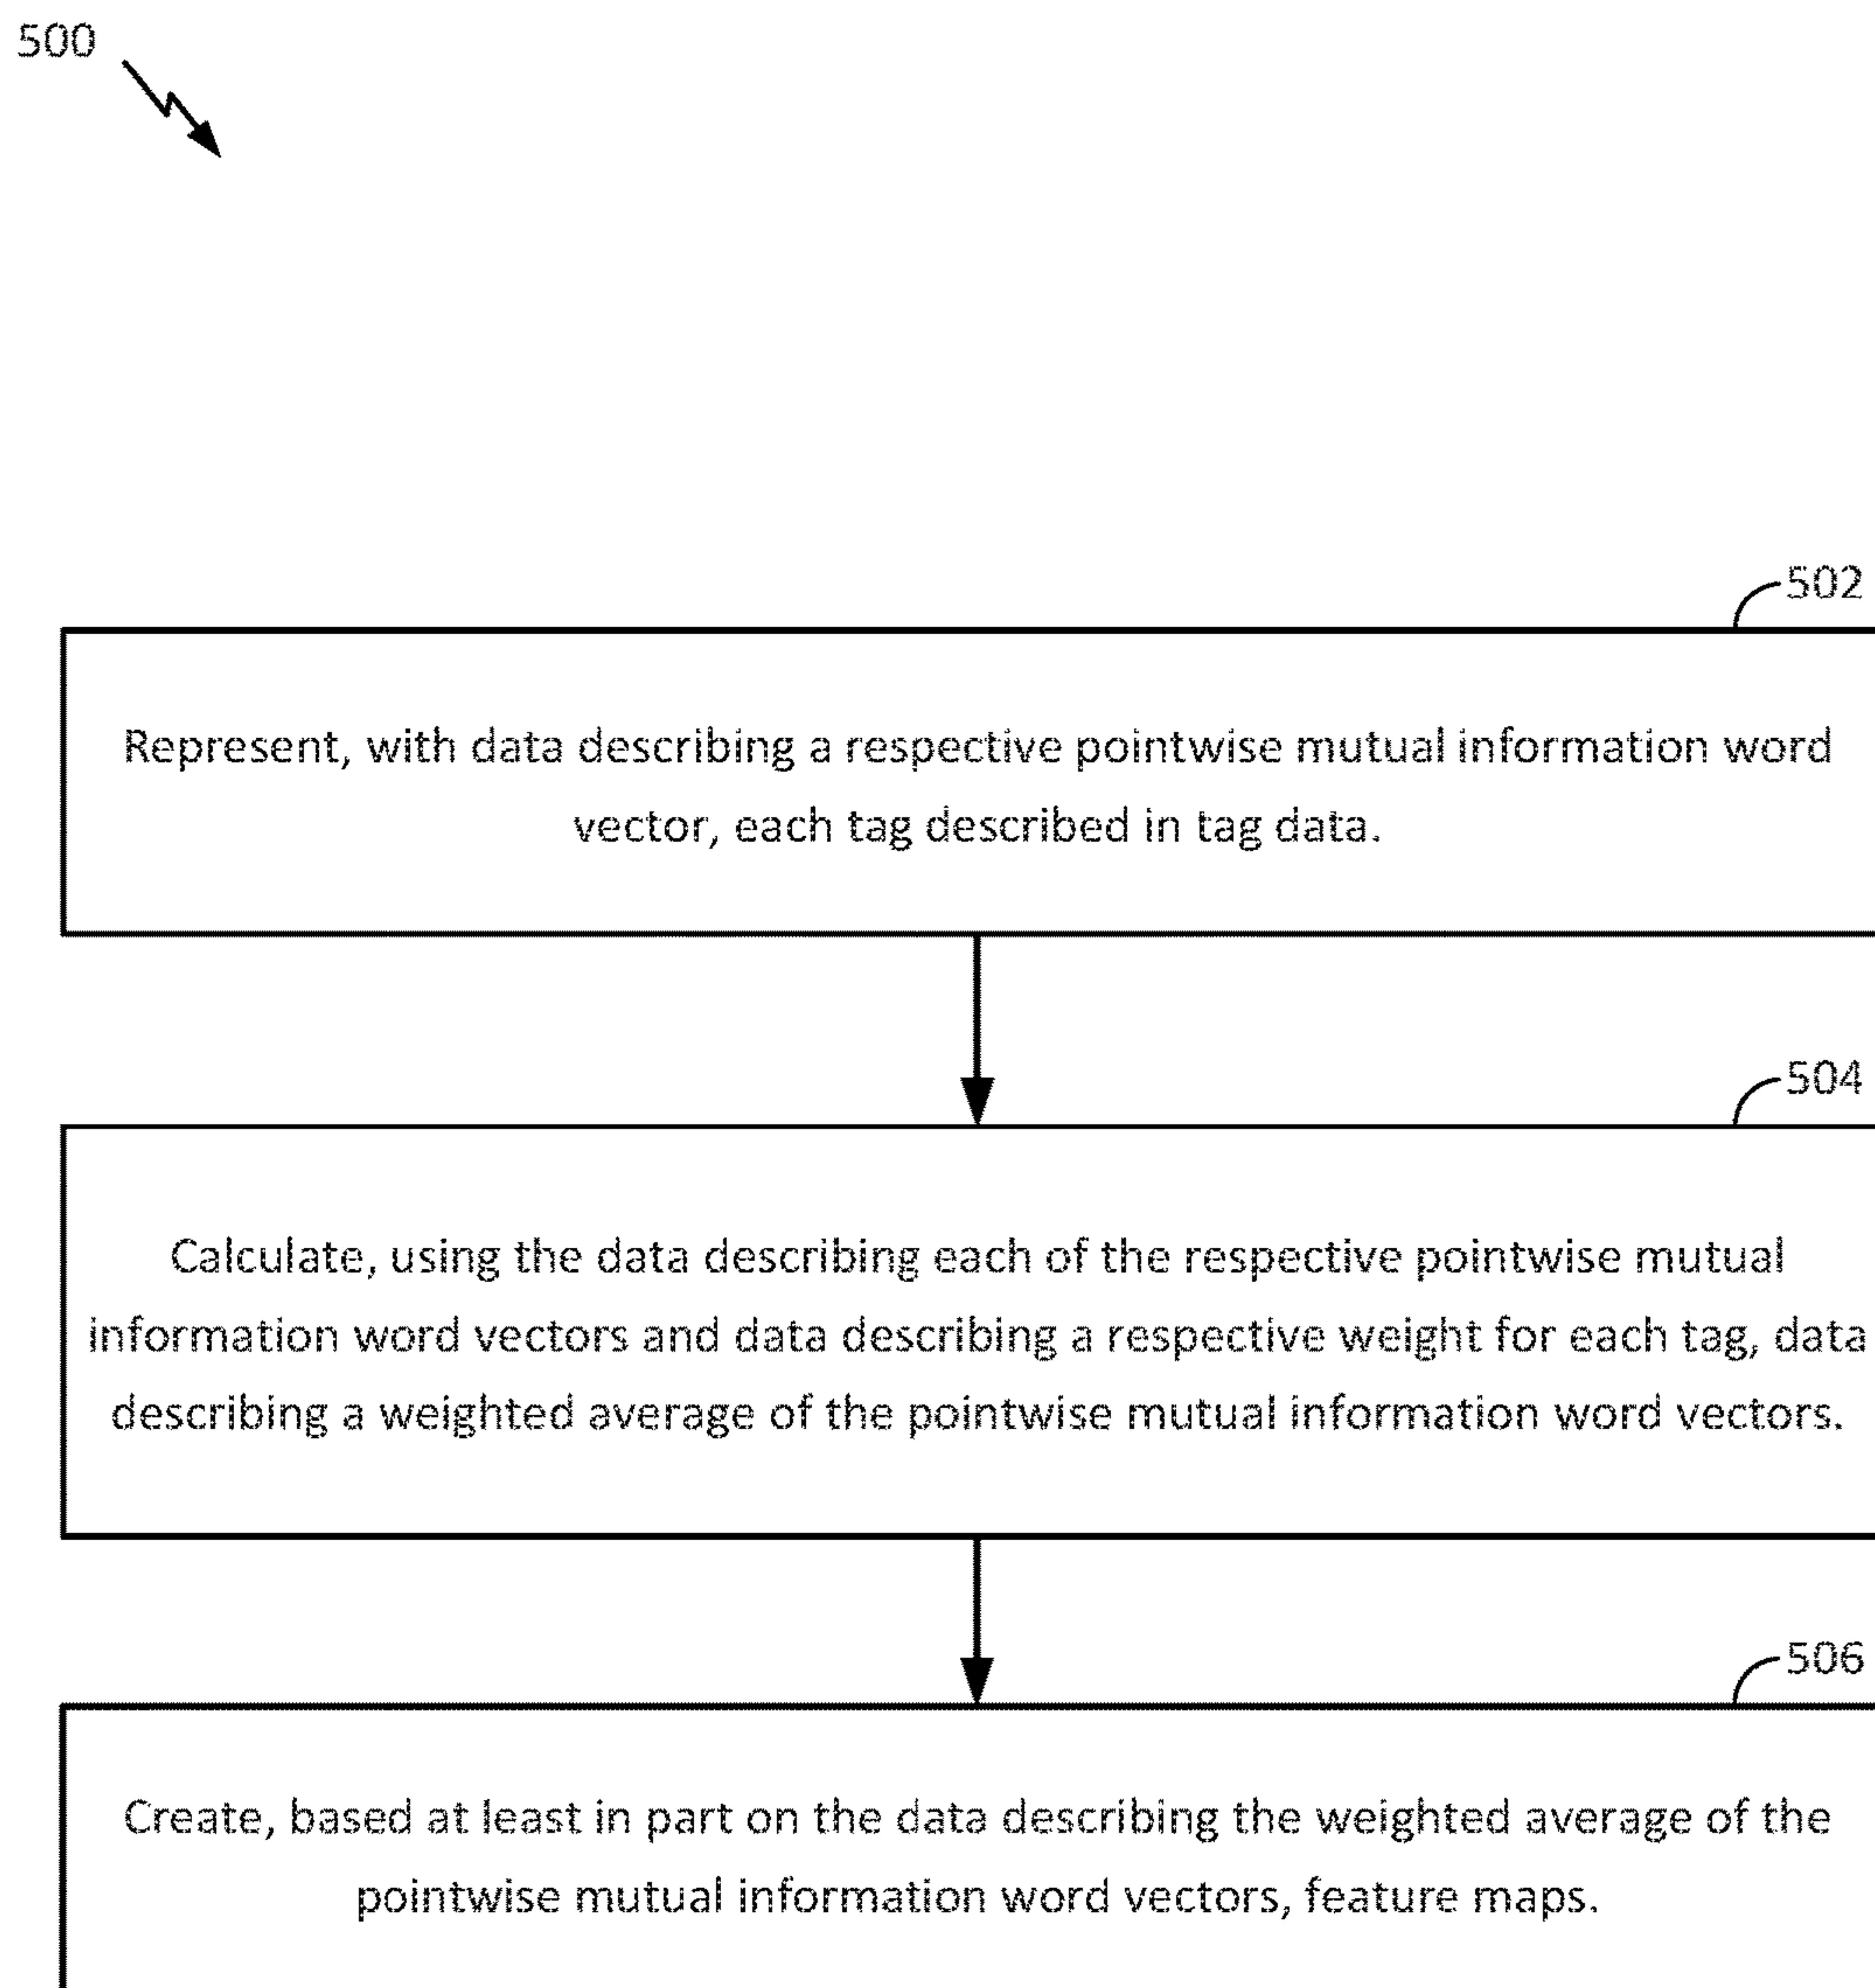 500
502
Represent, with data describing a respective pointwise mutual information word
vector, each tag described in tag data.
504
Calculate, using the data describing each of the respective pointwise mutual
information word vectors and data describing a respective weight for each tag, data
describing a weighted average of the pointwise mutual information word vectors.
506
Create, based at least in part on the data describing the weighted average of the
pointwise mutual information word vectors, feature maps.